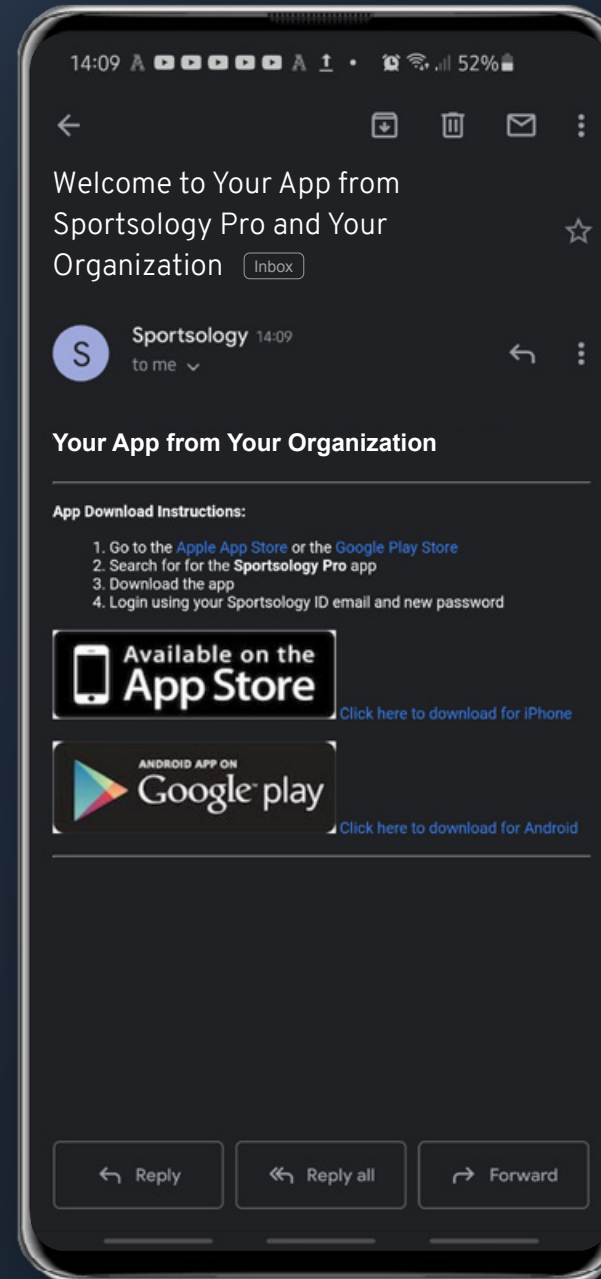 14:09 52%
Welcome to Your App from
Sportsology Pro and Your
Organization Inbox
S
Sportsology 14:09
to me
Your App from Your Organization
App Download Instructions:
1. Go to the Apple App Store or the Google Play Store
2. Search for for the Sportsology Pro app
3. Download the app
4. Login using your Sportsology ID email and new password
Available on the
App Store
Click here to download for iPhone
ANDROID APP ON
Google play
Click here to download for Android
Reply Reply all Forward